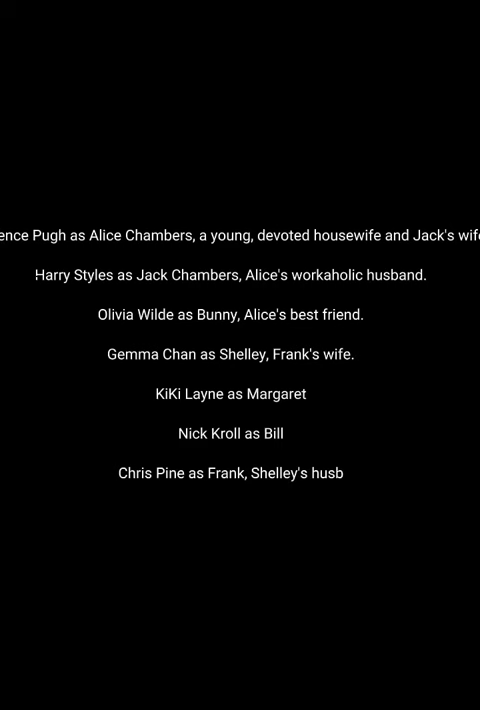 ence Pugh as Alice Chambers, a young, devoted housewife and Jack's wife
Harry Styles as Jack Chambers, Alice's workaholic husband.
Olivia Wilde as Bunny, Alice's best friend.
Gemma Chan as Shelley, Frank's wife.
KiKi Layne as Margaret
Nick Kroll as Bill
Chris Pine as Frank, Shelley's husb